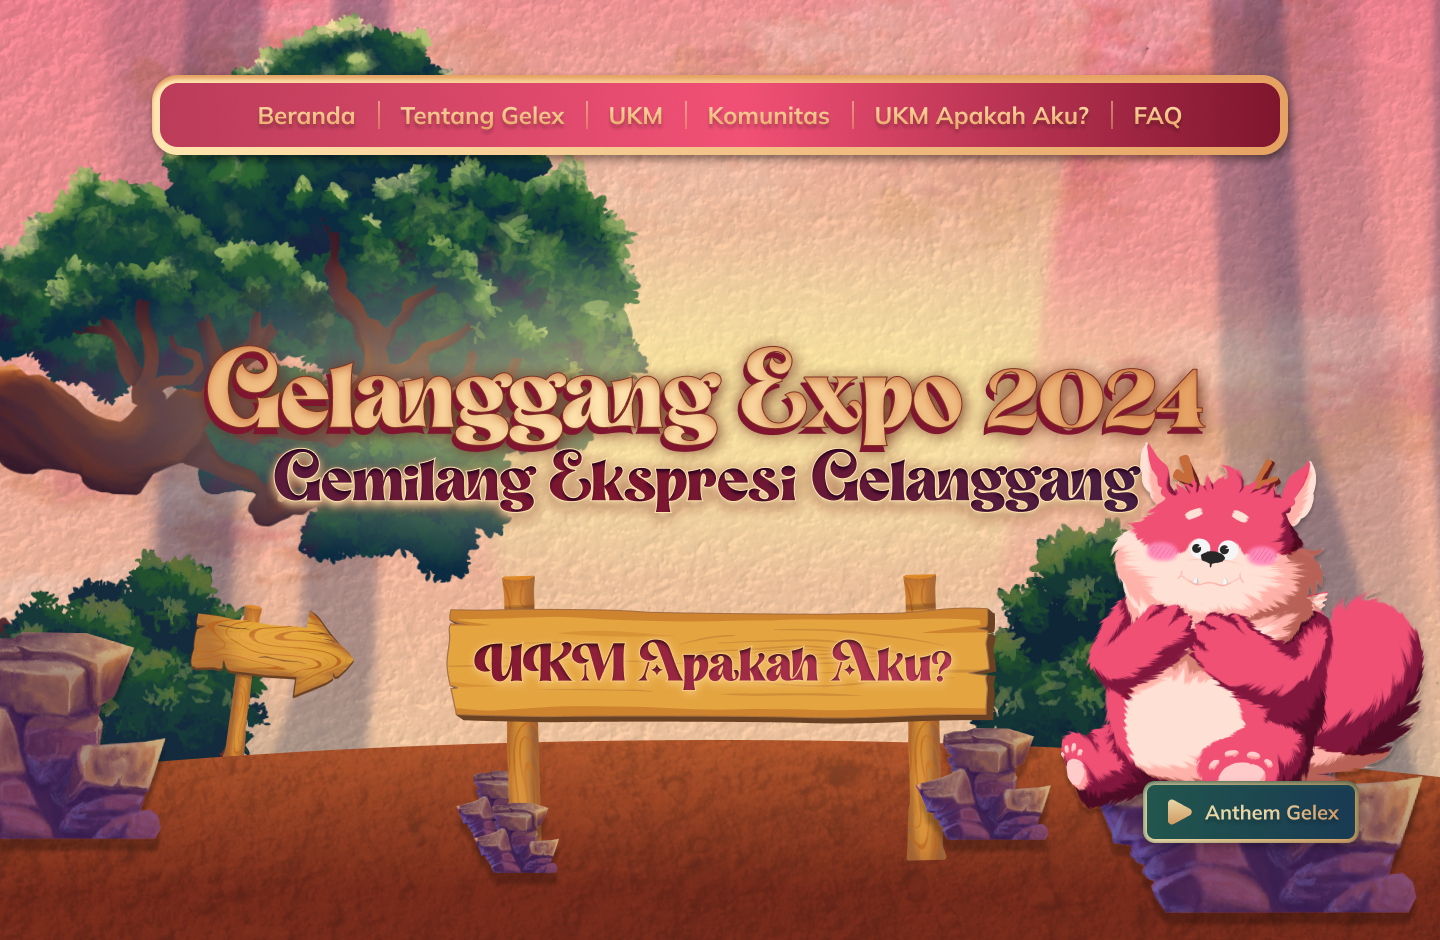 Beranda
Tentang Gelex
UKM
Komunitas
UKM Apakah Aku?
FAQ
Gelanggang Expo 2024
Gemilang Ekspresi Gelanggang
UKM Apakah Aku?
Anthem Gelex